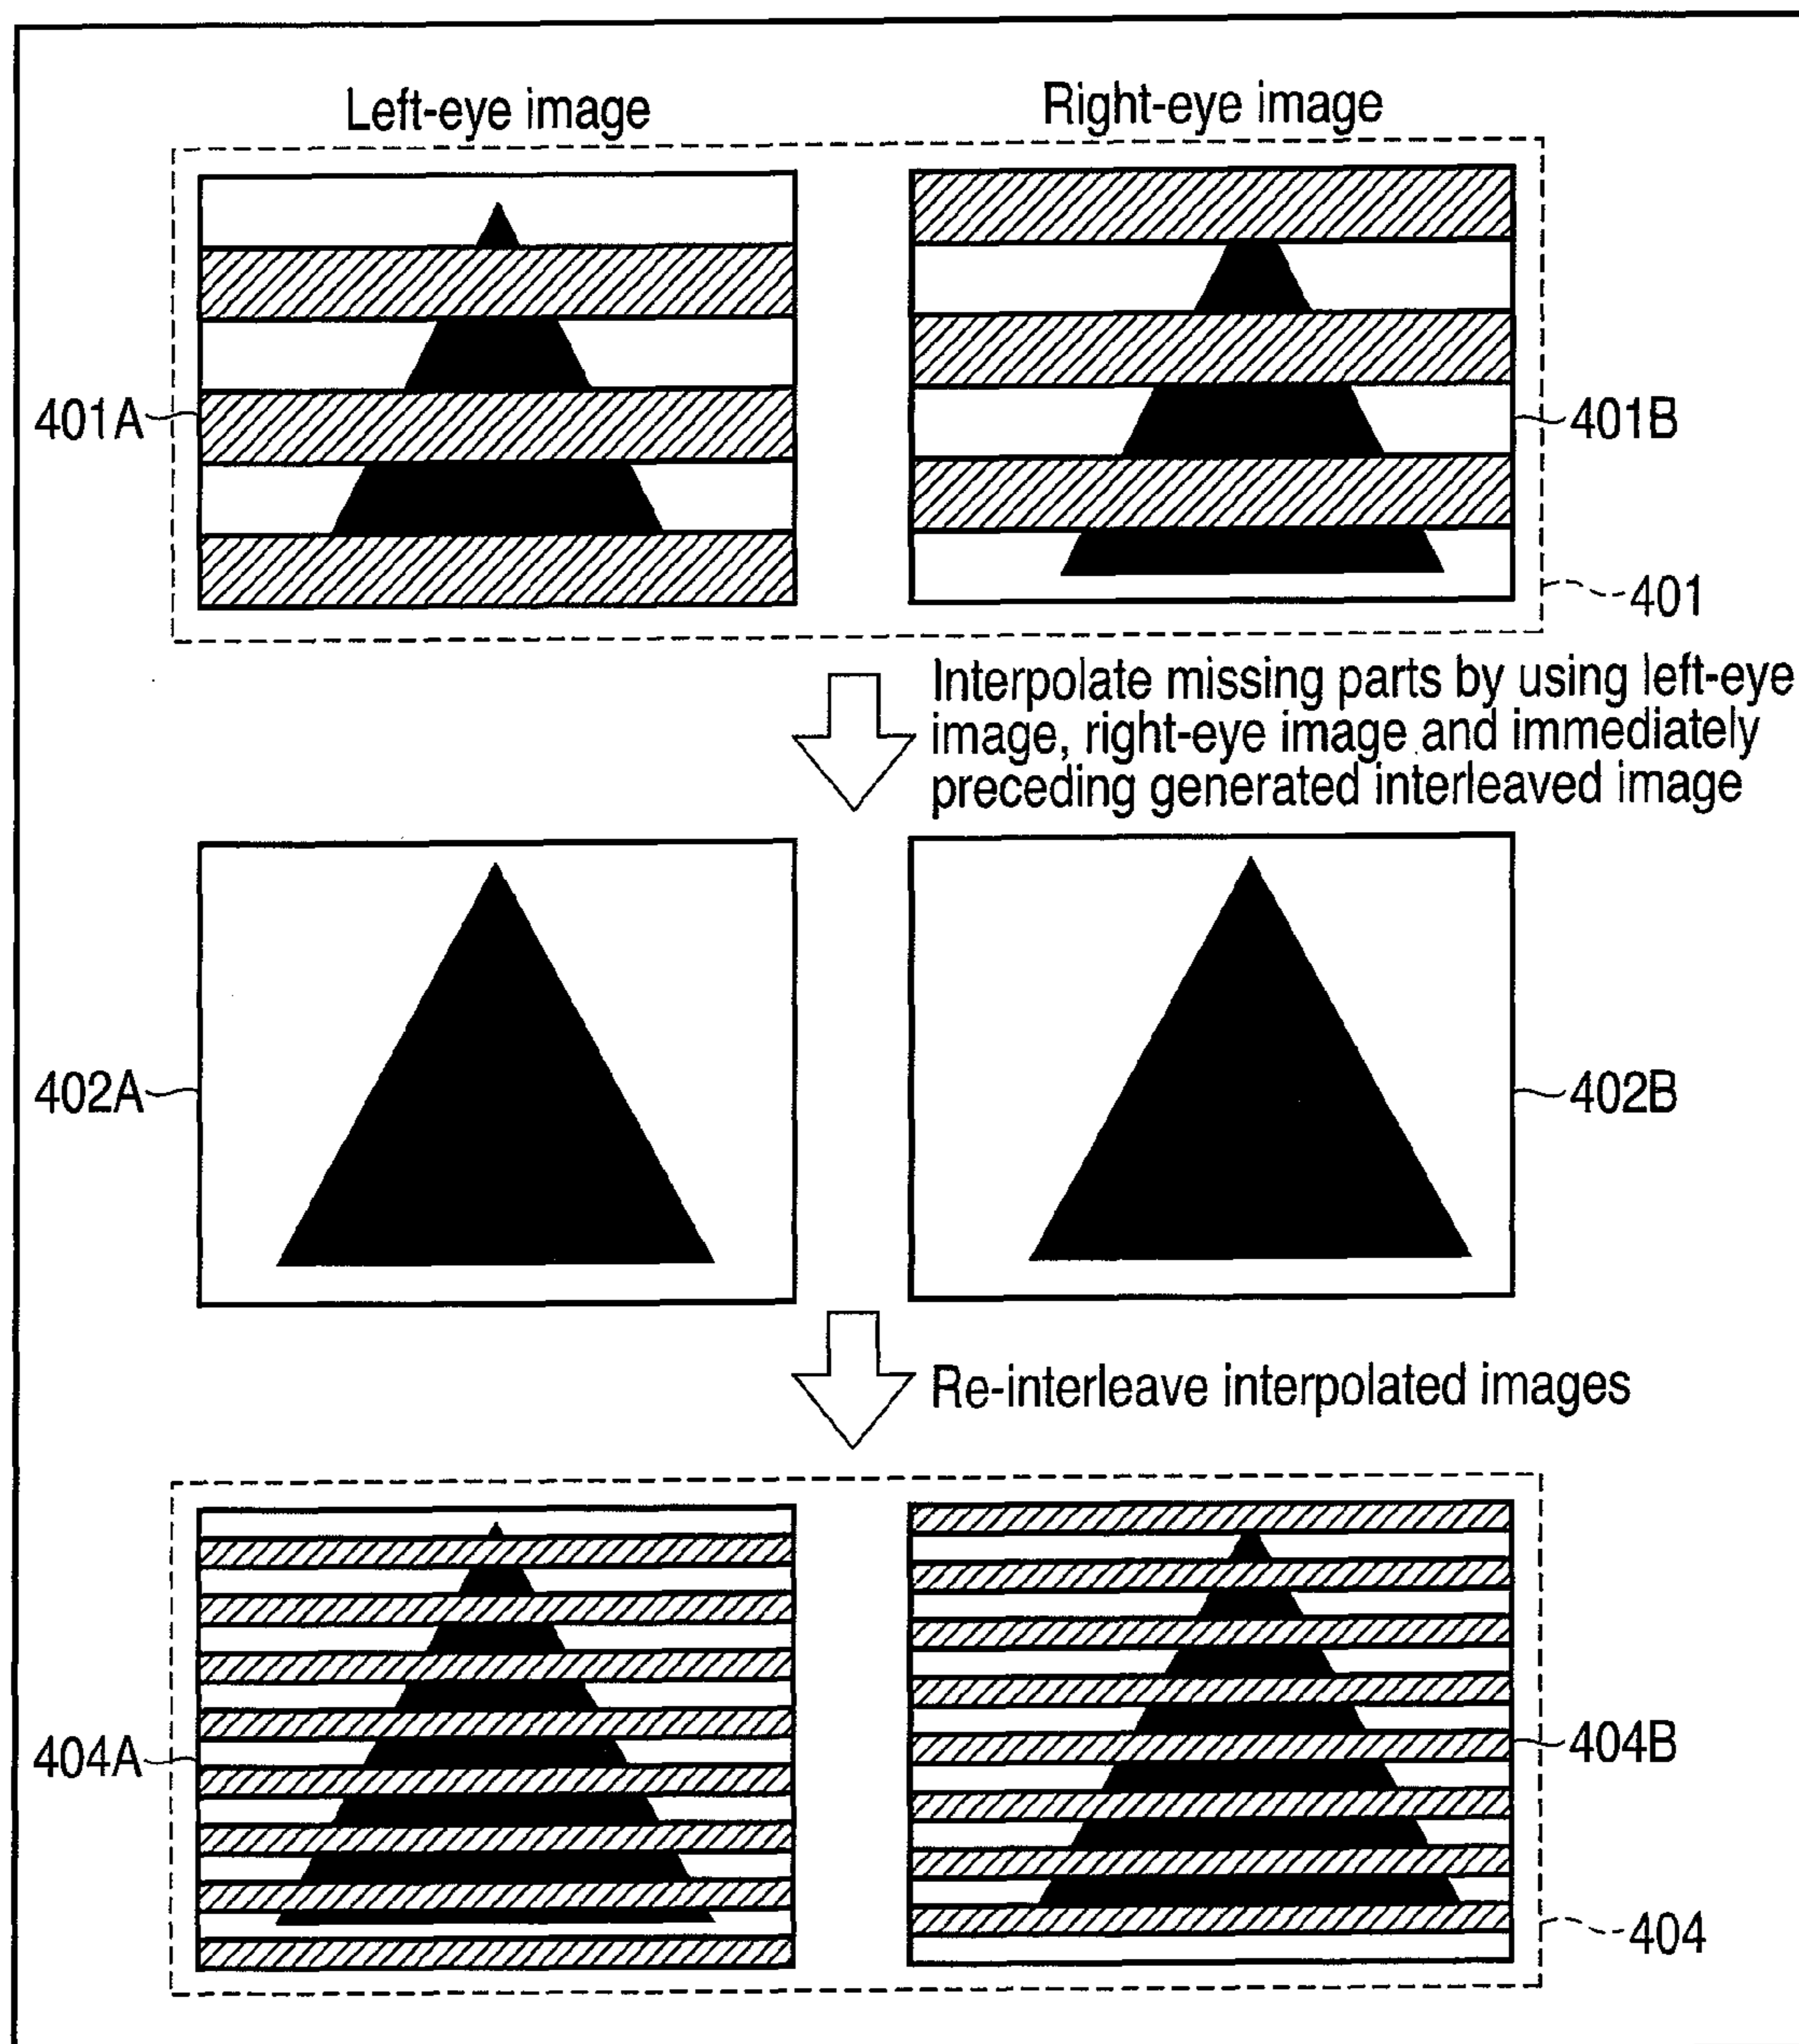 Left-eye image
Right-eye image
401A
401B
401
Interpolate missing parts by using left-eye
image, right-eye image and immediately
preceding generated interleaved image
402A
402B
Re-interleave interpolated images
404A
404B
404